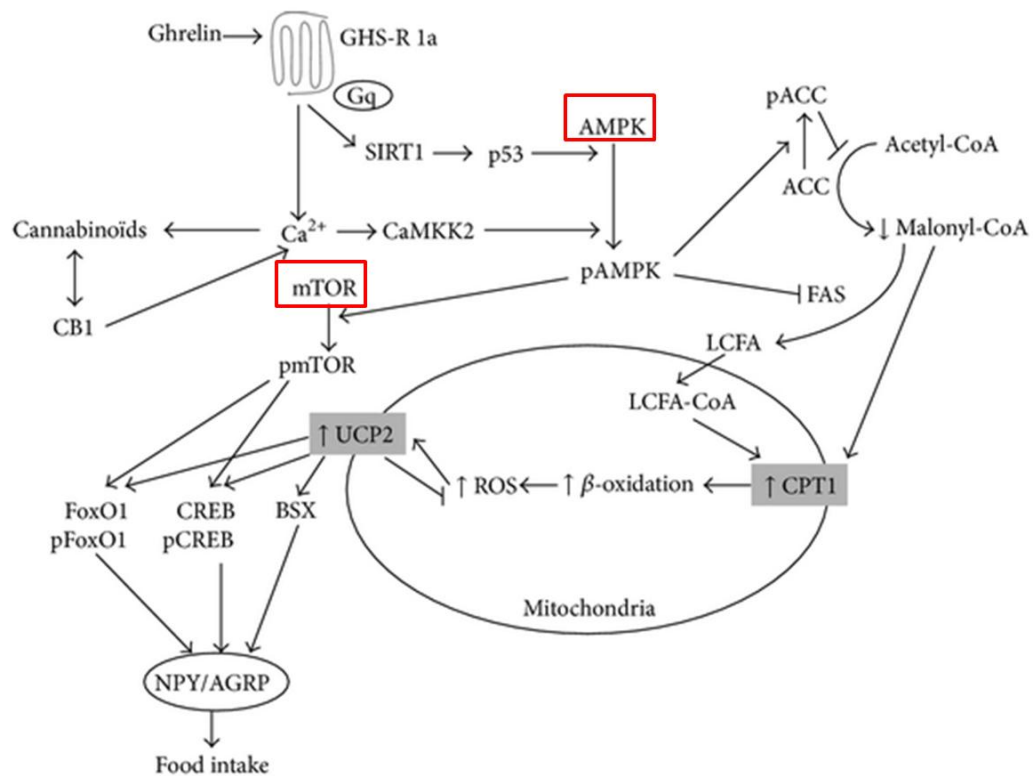 Ghrelin
GHS-R 1a
Gq
AMPK
pACC
SIRT1
p53
Acetyl-CoA
ACC
Cannabinoïds
Ca2+
CaMKK2
↓ Malonyl-CoA
pAMPK
mTOR
FAS
CB1
LCFA
pmTOR
LCFA-CoA
↑ UCP2
↑ ROS
↑ β-oxidation
↑ CPT1
FoxO1
pFoxO1
CREB
pCREB
BSX
Mitochondria
NPY/AGRP
Food intake